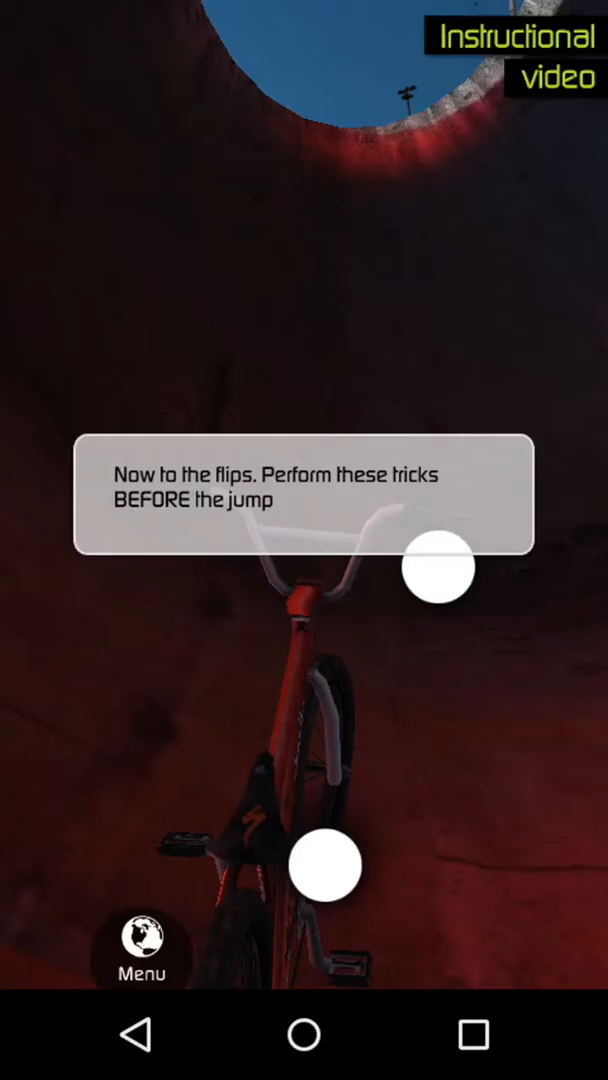 Instructional
video
Now to the flips. Perform these tricks
BEFORE the jump
Menu